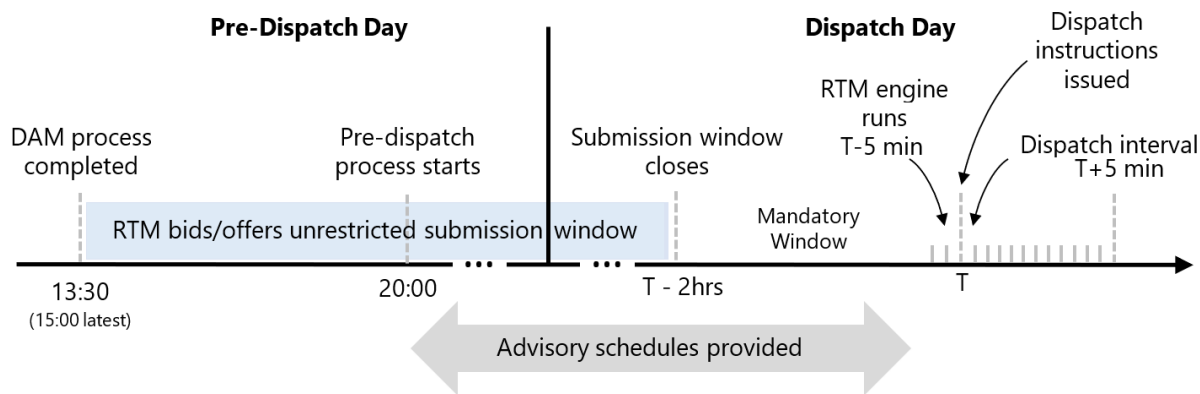 Pre-Dispatch Day
Dispatch Day
Dispatch
instructions
issued
RTM engine
runs
T-5 min
DAM process
completed
Pre-dispatch
process starts
Submission window
closes
Dispatch interval
T+5 min
RTM bids/offers unrestricted submission window
Mandatory
Window
13:30
(15:00 latest)
20:00
T - 2hrs
T
Advisory schedules provided